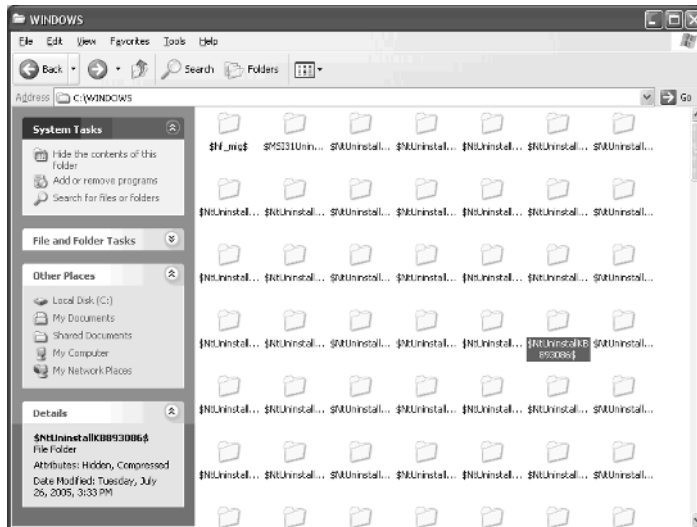 WINDOWS
File Edit View Favorites Tools Help
Back Search Folders
Address C:\WINDOWS Go
System Tasks
Hide the contents of this
folder
Add or remove programs
Search for files or folders
File and Folder Tasks
Other Places
Local Disk (C:)
My Documents
Shared Documents
My Computer
My Network Places
Details
$NtUninstallKB893086$
File Folder
Attributes: Hidden, Compressed
Date Modified: Tuesday, July
26, 2005, 3:33 PM
$hf_mig$ $MSI31Unin... $NtUninstall... $NtUninstall... $NtUninstall... $NtUninstall... $NtUninstall...
$NtUninstall... $NtUninstall... $NtUninstall... $NtUninstall... $NtUninstall... $NtUninstall... $NtUninstall...
$NtUninstall... $NtUninstall... $NtUninstall... $NtUninstall... $NtUninstall... $NtUninstall... $NtUninstall...
$NtUninstall... $NtUninstall... $NtUninstall... $NtUninstall... $NtUninstall... $NtUninstallKB $NtUninstall...
893086$
$NtUninstall... $NtUninstall... $NtUninstall... $NtUninstall... $NtUninstall... $NtUninstall... $NtUninstall...
$NtUninstall... $NtUninstall... $NtUninstall... $NtUninstall... $NtUninstall... $NtUninstall... $NtUninstall...